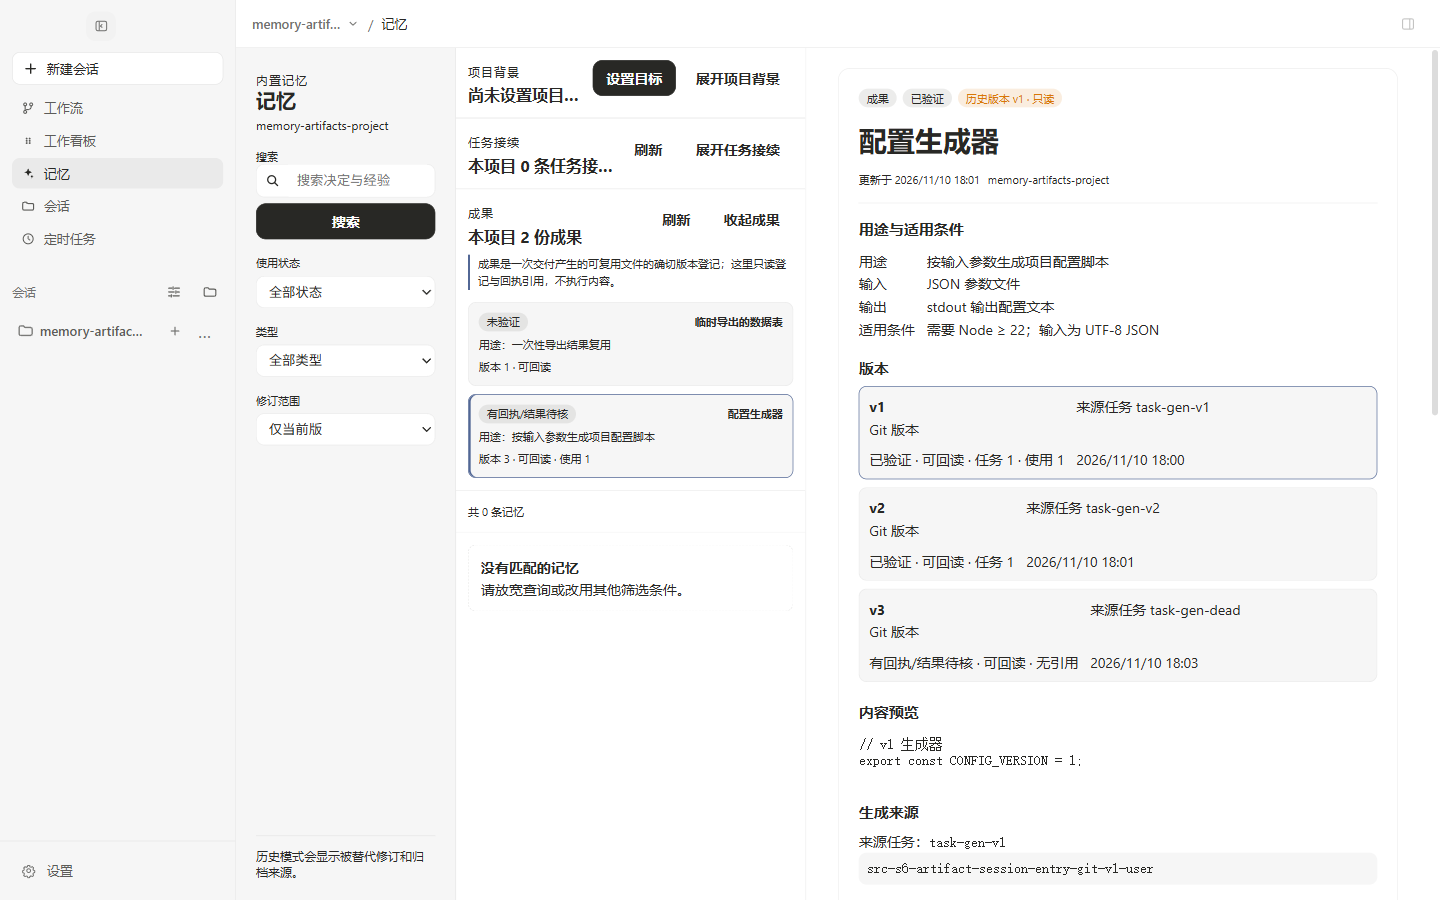 新建会话
工作流
工作看板
记忆
会话
定时任务
会话
memory-artifac...
设置
memory-artif... / 记忆
内置记忆
记忆
memory-artifacts-project
搜索
搜索决定与经验
搜索
使用状态
全部状态
类型
全部类型
修订范围
仅当前版
历史模式会显示被替代修订和归
档来源。
项目背景
尚未设置项目...
设置目标
展开项目背景
任务接续
本项目 0 条任务接...
刷新
展开任务接续
成果
本项目 2 份成果
刷新
收起成果
成果是一次交付产生的可复用文件的确切版本登记；这里只读登
记与回执引用，不执行内容。
未验证
临时导出的数据表
用途：一次性导出结果复用
版本 1 · 可回读
有回执/结果待核
配置生成器
用途：按输入参数生成项目配置脚本
版本 3 · 可回读 · 使用 1
共 0 条记忆
没有匹配的记忆
请放宽查询或改用其他筛选条件。
成果 已验证 历史版本 v1 · 只读
配置生成器
更新于 2026/11/10 18:01 memory-artifacts-project
用途与适用条件
用途 按输入参数生成项目配置脚本
输入 JSON 参数文件
输出 stdout 输出配置文本
适用条件 需要 Node ≥ 22；输入为 UTF-8 JSON
版本
v1 来源任务 task-gen-v1
Git 版本
已验证 · 可回读 · 任务 1 · 使用 1 2026/11/10 18:00
v2 来源任务 task-gen-v2
Git 版本
已验证 · 可回读 · 任务 1 2026/11/10 18:01
v3 来源任务 task-gen-dead
Git 版本
有回执/结果待核 · 可回读 · 无引用 2026/11/10 18:03
内容预览
// v1 生成器
export const CONFIG_VERSION = 1;
生成来源
来源任务：task-gen-v1
src-s6-artifact-session-entry-git-v1-user